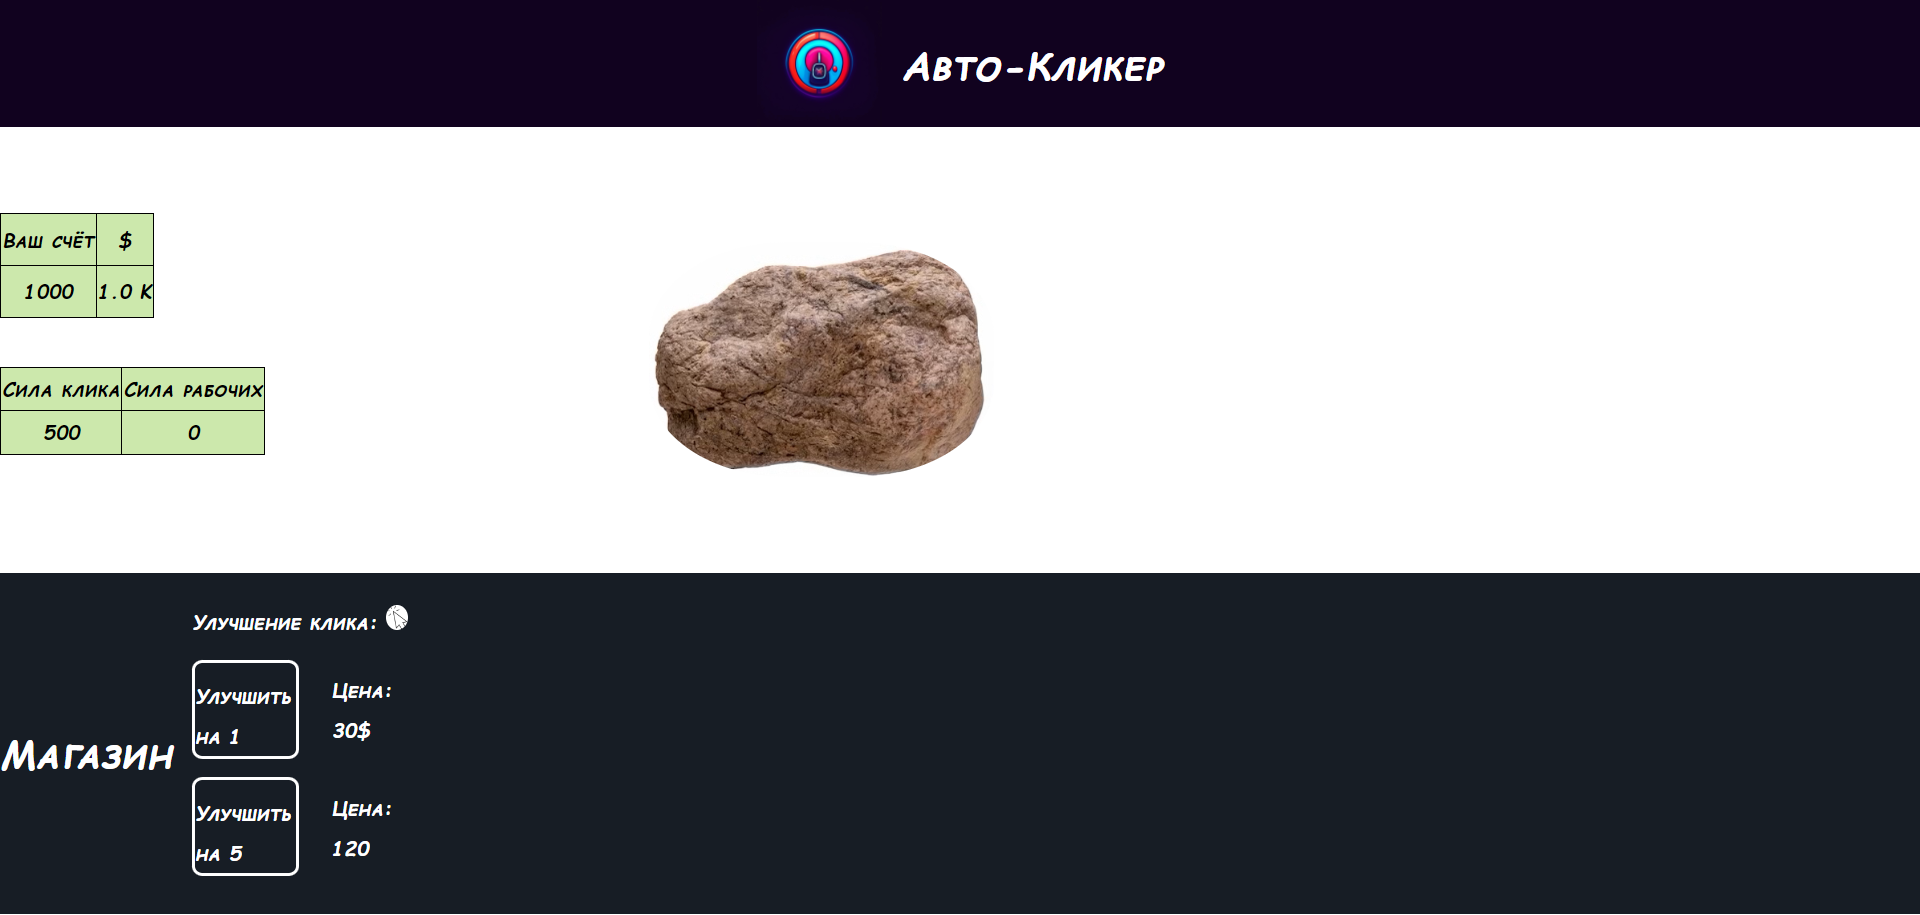 Авто-Кликер
Ваш счёт $
1000 1.0 K
Сила клика Сила рабочих
500 0
Улучшение клика:
Улучшить
на 1
Цена:
30$
Магазин
Улучшить
на 5
Цена:
120